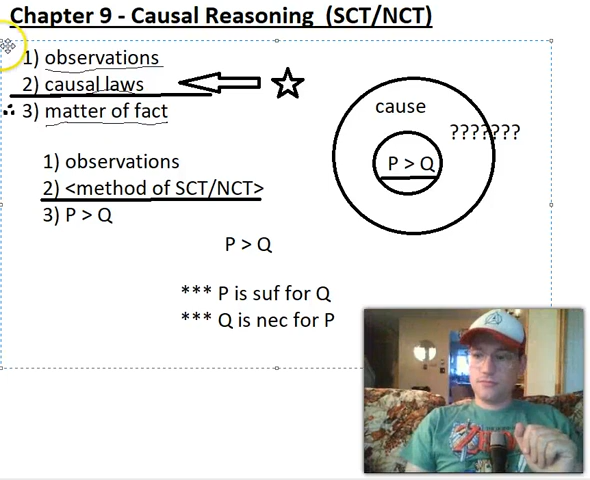 Chapter 9 - Causal Reasoning (SCT/NCT)
1) observations
2) causal laws
∴ 3) matter of fact
cause
???????
P > Q
1) observations
2) <method of SCT/NCT>
3) P > Q
P > Q
*** P is suf for Q
*** Q is nec for P